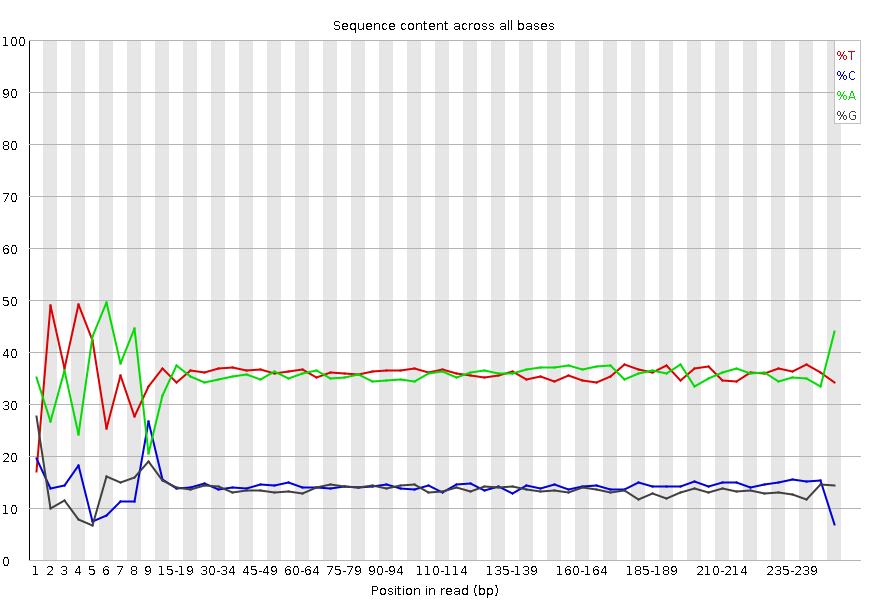 Sequence content across all bases
100
90
80
70
60
50
40
30
20
10
0
%T
%C
%A
%G
1 2 3 4 5 6 7 8 9 15-19 30-34 45-49 60-64 75-79 90-94 110-114 135-139 160-164 185-189 210-214 235-239
Position in read (bp)